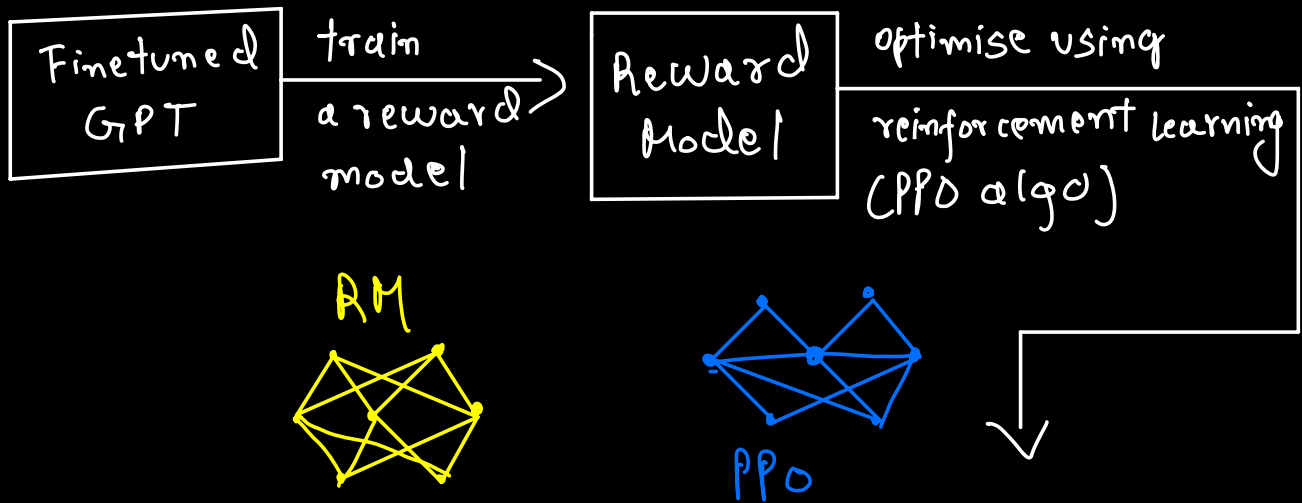 Finetuned
GPT
train
a reward
model
Reward
Model
optimise using
reinforcement learning
(PPO algo)
RM
PPO